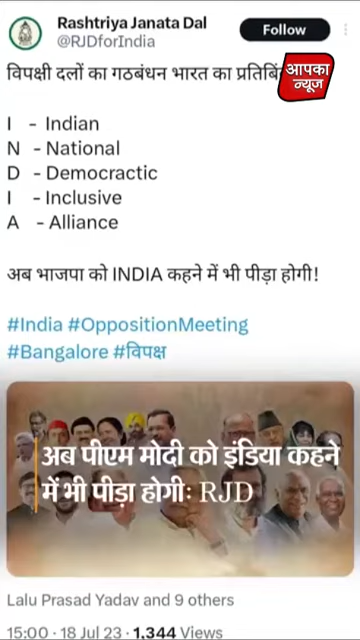 Rashtriya Janata Dal
Follow
@RJDforIndia
आपका
न्यूज
विपक्षी दलों का गठबंधन भारत का
I - Indian
N - National
D - Democractic
I - Inclusive
A - Alliance
अब भाजपा को INDIA कहने में भी पीड़ा होगी!
#India #OppositionMeeting
#Bangalore #विपक्ष
अब पीएम मोदी को इंडिया कहने
में भी पीड़ा होगीः RJD
Lalu Prasad Yadav and 9 others
15:00 · 18 Jul 23 · 1,344 Views